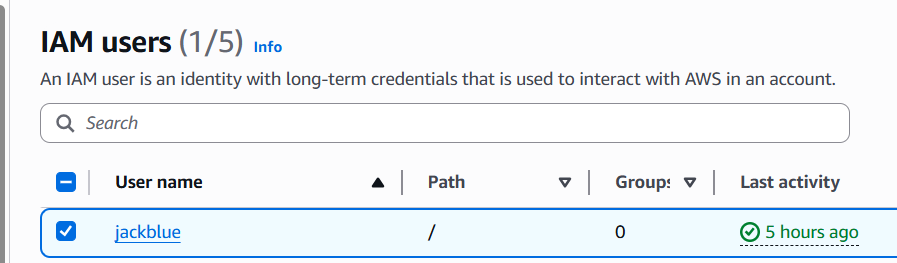 IAM users (1/5) Info
An IAM user is an identity with long-term credentials that is used to interact with AWS in an account.
Search
User name Path Groups Last activity
jackblue / 0 5 hours ago